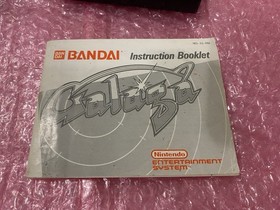 BANDAI Instruction Booklet
Galaga
Nintendo
ENTERTAINMENT
SYSTEM